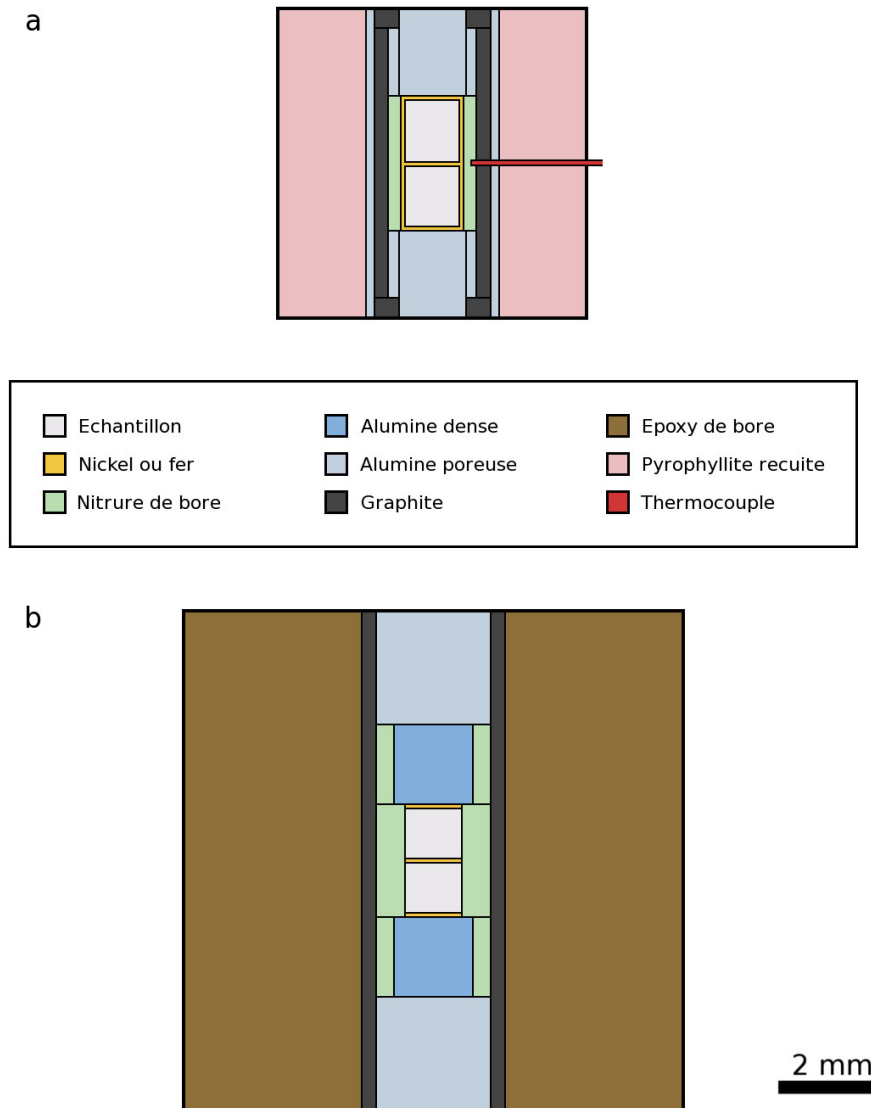 a
Echantillon
Alumine dense
Epoxy de bore
Nickel ou fer
Alumine poreuse
Pyrophyllite recuite
Nitrure de bore
Graphite
Thermocouple
b
2 mm